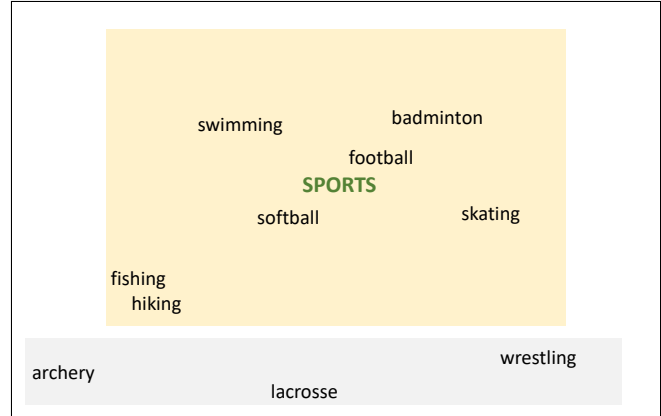 badminton
swimming
football
SPORTS
softball
skating
fishing
hiking
wrestling
archery
lacrosse